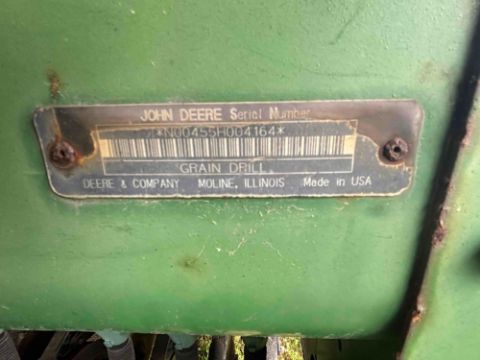 JOHN DEERE Serial Number
*N00455H004164*
GRAIN DRILL
DEERE & COMPANY MOLINE, ILLINOIS Made in USA